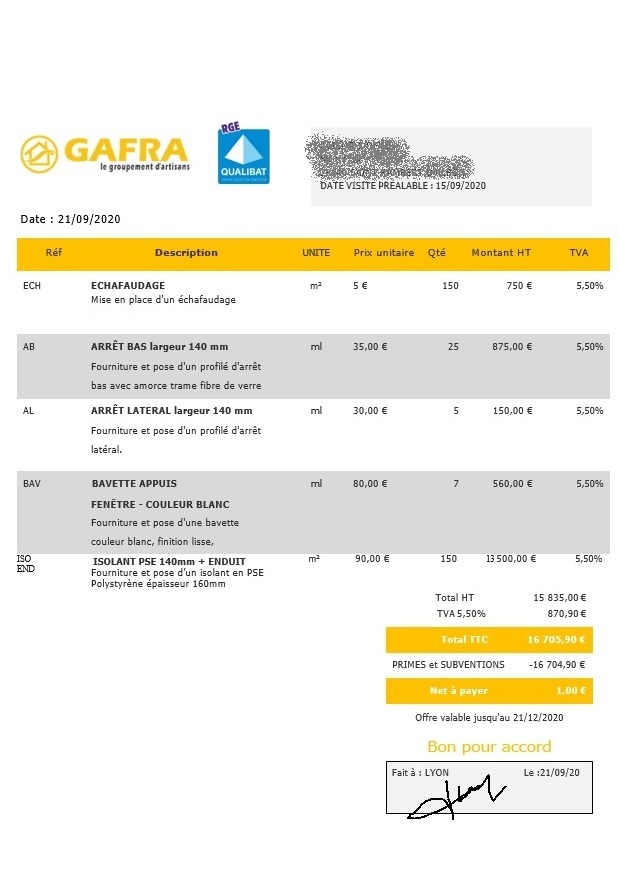 GAFRA
le groupement d'artisans
RGE
QUALIBAT
DATE VISITE PREALABLE : 15/09/2020
Date : 21/09/2020
Réf Description UNITE Prix unitaire Qté Montant HT TVA
ECH ECHAFAUDAGE m² 5 € 150 750 € 5,50%
Mise en place d'un échafaudage
AB ARRÊT BAS largeur 140 mm ml 35,00 € 25 875,00 € 5,50%
Fourniture et pose d'un profilé d'arrêt
bas avec amorce trame fibre de verre
AL ARRÊT LATERAL largeur 140 mm ml 30,00 € 5 150,00 € 5,50%
Fourniture et pose d'un profilé d'arrêt
latéral.
BAV BAVETTE APPUIS ml 80,00 € 7 560,00 € 5,50%
FENËTRE - COULEUR BLANC
Fourniture et pose d'une bavette
couleur blanc, finition lisse,
ISO ISOLANT PSE 140mm + ENDUIT m² 90,00 € 150 13 500,00 € 5,50%
END Fourniture et pose d'un isolant en PSE
Polystyrène épaisseur 160mm
Total HT 15 835,00 €
TVA 5,50% 870,90 €
Total TTC 16 705,90 €
PRIMES et SUBVENTIONS -16 704,90 €
Net à payer 1,00 €
Offre valable jusqu'au 21/12/2020
Bon pour accord
Fait à : LYON Le :21/09/20